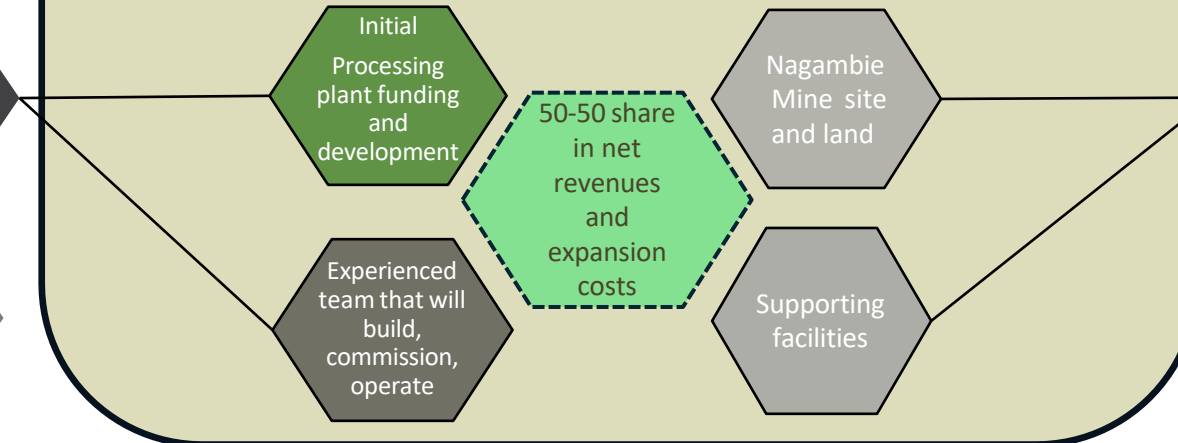 Initial
Processing
plant funding
and
development
50-50 share
in net
revenues
and
expansion
costs
Nagambie
Mine site
and land
Experienced
team that will
build,
commission,
operate
Supporting
facilities